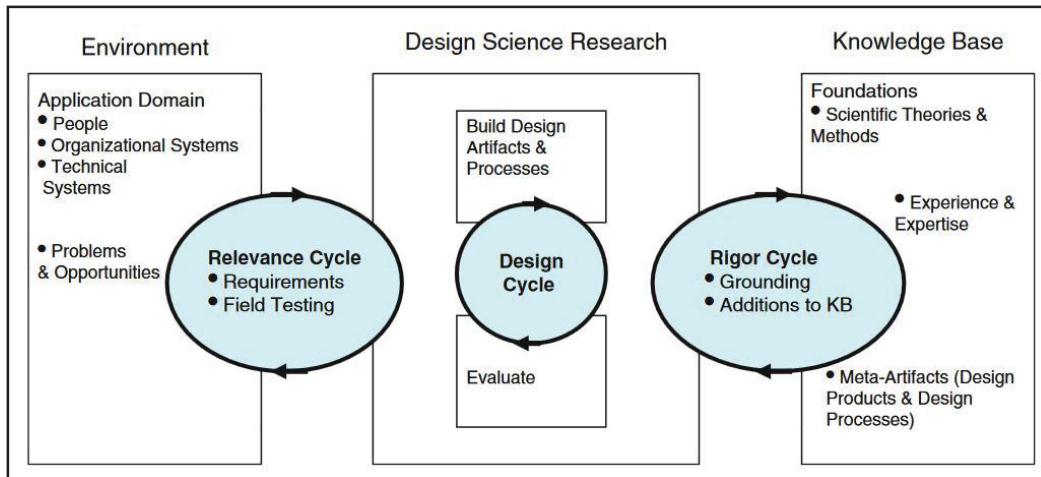 Environment
Design Science Research
Knowledge Base
Application Domain
• People
• Organizational Systems
• Technical
Systems
• Problems
& Opportunities
Relevance Cycle
• Requirements
• Field Testing
Build Design
Artifacts &
Processes
Design
Cycle
Evaluate
Rigor Cycle
• Grounding
• Additions to KB
Foundations
• Scientific Theories &
Methods
• Experience &
Expertise
• Meta-Artifacts (Design
Products & Design
Processes)